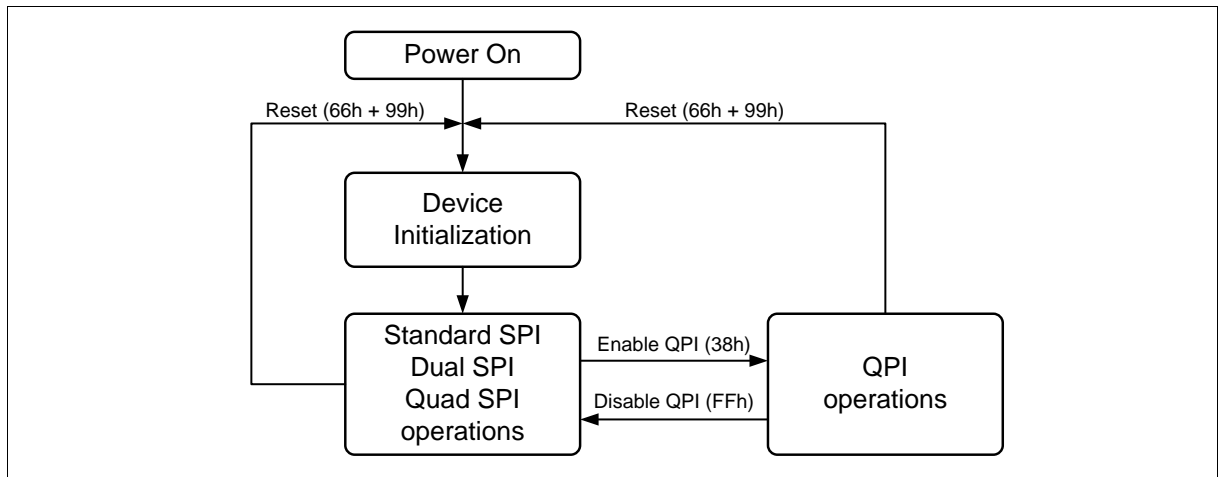 Power On
Reset (66h + 99h)
Reset (66h + 99h)
Device
Initialization
Standard SPI
Dual SPI
Quad SPI
operations
Enable QPI (38h)
Disable QPI (FFh)
QPI
operations